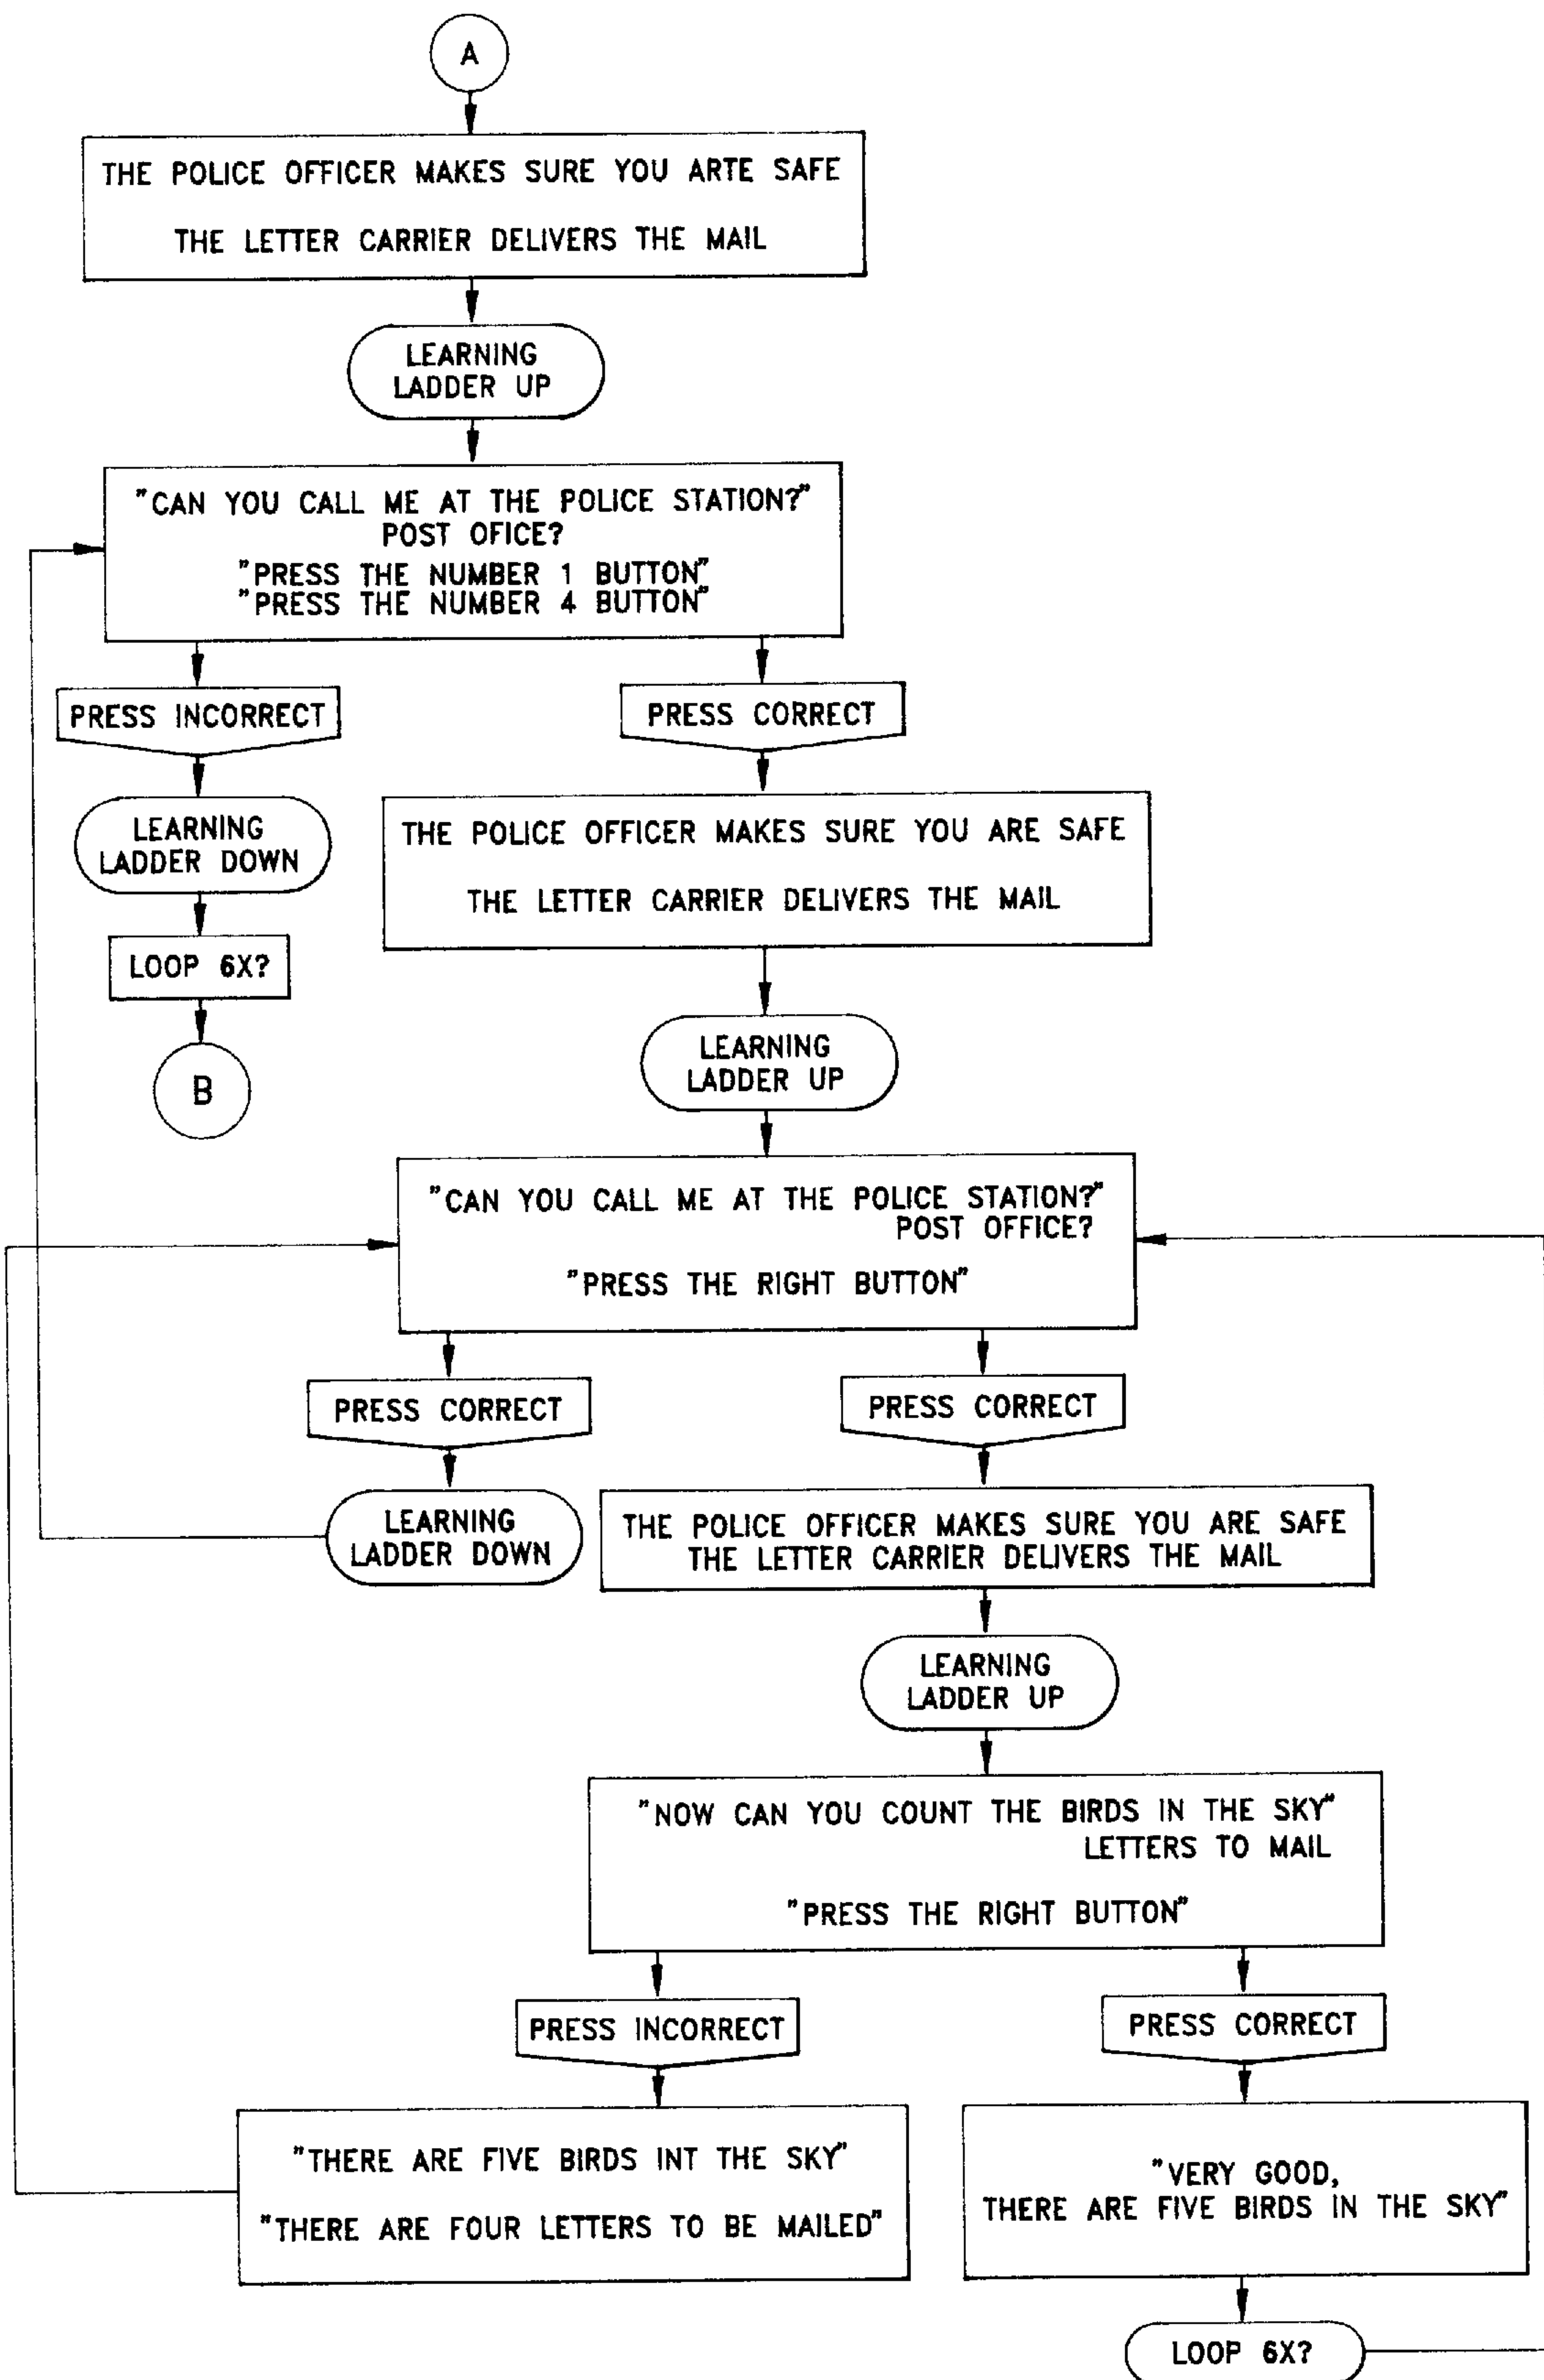 A
THE POLICE OFFICER MAKES SURE YOU ARTE SAFE
THE LETTER CARRIER DELIVERS THE MAIL
LEARNING
LADDER UP
"CAN YOU CALL ME AT THE POLICE STATION?"
POST OFICE?
"PRESS THE NUMBER 1 BUTTON"
"PRESS THE NUMBER 4 BUTTON"
PRESS INCORRECT
PRESS CORRECT
LEARNING
LADDER DOWN
THE POLICE OFFICER MAKES SURE YOU ARE SAFE
THE LETTER CARRIER DELIVERS THE MAIL
LOOP 6X?
B
LEARNING
LADDER UP
"CAN YOU CALL ME AT THE POLICE STATION?"
POST OFFICE?
"PRESS THE RIGHT BUTTON"
PRESS CORRECT
PRESS CORRECT
LEARNING
LADDER DOWN
THE POLICE OFFICER MAKES SURE YOU ARE SAFE
THE LETTER CARRIER DELIVERS THE MAIL
LEARNING
LADDER UP
"NOW CAN YOU COUNT THE BIRDS IN THE SKY"
LETTERS TO MAIL
"PRESS THE RIGHT BUTTON"
PRESS INCORRECT
PRESS CORRECT
"THERE ARE FIVE BIRDS INT THE SKY"
"THERE ARE FOUR LETTERS TO BE MAILED"
"VERY GOOD,
THERE ARE FIVE BIRDS IN THE SKY"
LOOP 6X?